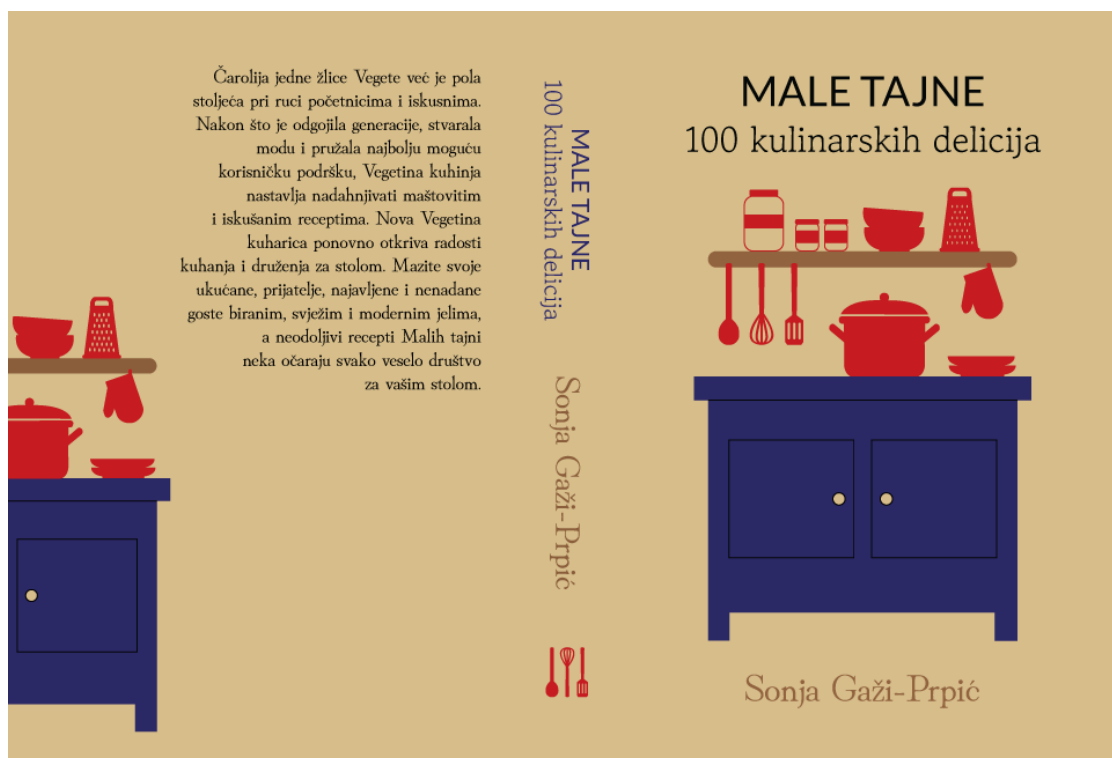 Čarolija jedne žlice Vegete već je pola
stoljeća pri ruci početnicima i iskusnima.
Nakon što je odgojila generacije, stvarala
modu i pružala najbolju moguću
korisničku podršku, Vegetina kuhinja
nastavlja nadahnjivati maštovitim
i iskušanim receptima. Nova Vegetina
kuharica ponovno otkriva radosti
kuhanja i druženja za stolom. Mazite svoje
ukućane, prijatelje, najavljene i nenadane
goste biranim, svježim i modernim jelima,
a neodoljivi recepti Malih tajni
neka očaraju svako veselo društvo
za vašim stolom.
MALE TAJNE
100 kulinarskih delicija
Sonja Gaži-Prpić
MALE TAJNE
100 kulinarskih delicija
Sonja Gaži-Prpić